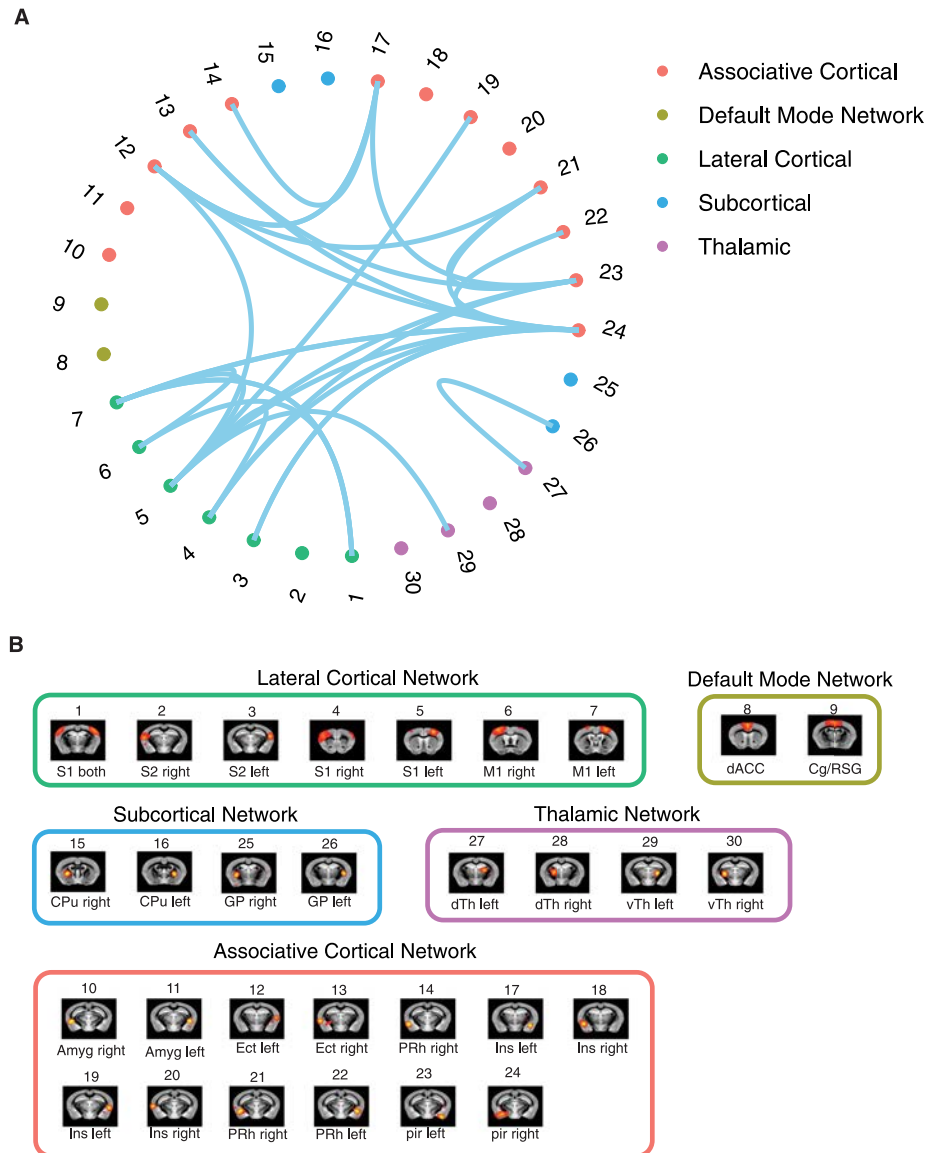 A
15
16
17
18
19
20
21
22
23
24
25
26
27
28
29
30
1
2
3
4
5
6
7
8
9
10
11
12
13
14
Associative Cortical
Default Mode Network
Lateral Cortical
Subcortical
Thalamic
B
Lateral Cortical Network
1 2 3 4 5 6 7
S1 both S2 right S2 left S1 right S1 left M1 right M1 left
Default Mode Network
8 9
dACC Cg/RSG
Subcortical Network
15 16 25 26
CPu right CPu left GP right GP left
Thalamic Network
27 28 29 30
dTh left dTh right vTh left vTh right
Associative Cortical Network
10 11 12 13 14 17 18
Amyg right Amyg left Ect left Ect right PRh right Ins left Ins right
19 20 21 22 23 24
Ins left Ins right PRh right PRh left pir left pir right